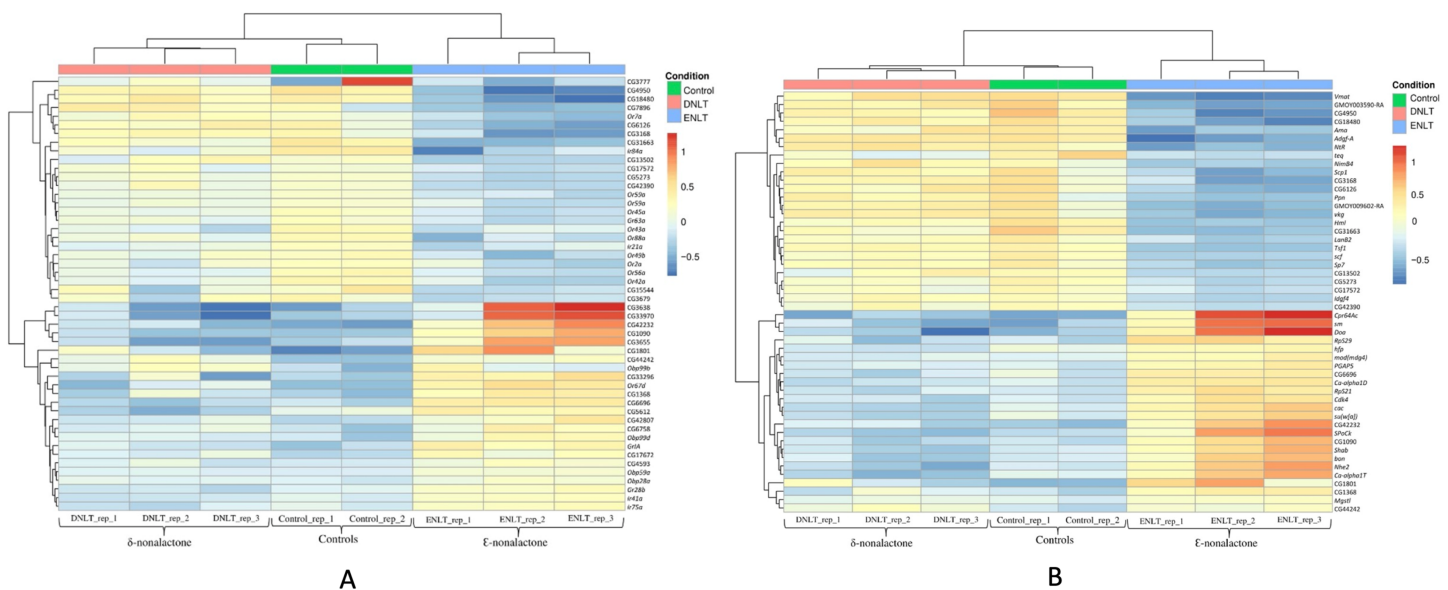 CG3777
CG4950
CG18480
CG7896
Or7a
CG6126
CG3168
CG31663
ir84a
CG13502
CG17572
CG5273
CG42390
Or59a
Or59a
Or45a
Gr63a
Or43a
Or88a
ir21a
Or49b
Or2a
Or56a
Or42a
CG15544
CG3679
CG3638
CG33970
CG42232
CG1090
CG3655
CG1801
CG44242
Obp99b
CG33296
Or67d
CG1368
CG6696
CG5612
CG42807
CG6758
Obp99d
GrlA
CG17672
CG4593
Obp59a
Obp28a
Gr28b
ir41a
ir75a
Condition
Control
DNLT
ENLT
1
0.5
0
−0.5
DNLT_rep_1 DNLT_rep_2 DNLT_rep_3 Control_rep_1 Control_rep_2 ENLT_rep_1 ENLT_rep_2 ENLT_rep_3
δ-nonalactone Controls Ɛ-nonalactone
A
Vmat
GMOY003590-RA
CG4950
CG18480
Ama
Adgf-A
NtR
teq
NimB4
Scp1
CG3168
CG6126
Ppn
GMOY009602-RA
vkg
Hml
CG31663
LanB2
Tsf1
scf
Sp7
CG13502
CG5273
CG17572
Idgf4
CG42390
Cpr64Ac
sm
Doa
RpS29
hfp
mod(mdg4)
PGAP5
CG6696
Ca-alpha1D
RpS21
Cdk4
cac
su(w[a])
CG42232
SPoCk
CG1090
Shab
bon
Nhe2
Ca-alpha1T
CG1801
CG1368
Mgstl
CG44242
Condition
Control
DNLT
ENLT
1
0.5
0
−0.5
DNLT_rep_1 DNLT_rep_2 DNLT_rep_3 Control_rep_1 Control_rep_2 ENLT_rep_1 ENLT_rep_2 ENLT_rep_3
δ-nonalactone Controls Ɛ-nonalactone
B